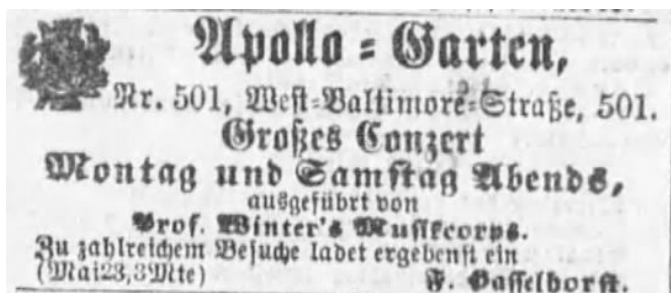 Apollo=Garten,
Nr. 501, West=Baltimore=Straße, 501.
Großes Conzert
Montag und Samstag Abends,
ausgeführt von
Prof. Winter's Musikcorps.
Zu zahlreichem Besuche ladet ergebenst ein
(Mai23,3Mte) F. Hasselhorst.